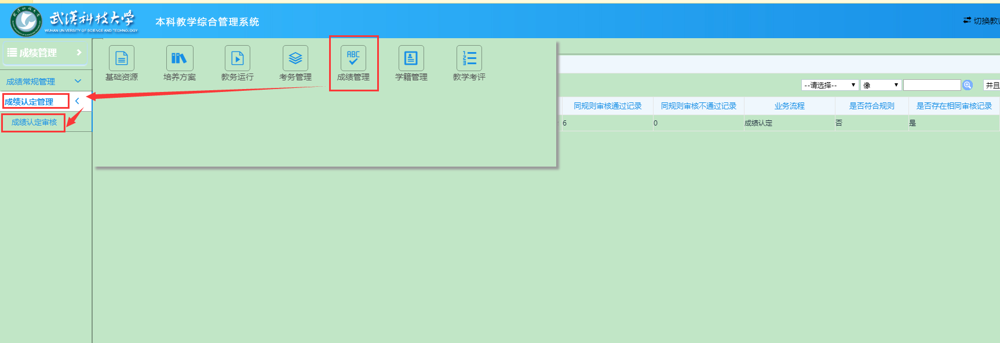 武汉科技大学
WUHAN UNIVERSITY OF SCIENCE AND TECHNOLOGY
本科教学综合管理系统
切换教
成绩管理
基础资源
培养方案
教务运行
考务管理
ABC
成绩管理
学籍管理
教学考评
成绩常规管理
成绩认定管理
成绩认定审核
--请选择--
像
并且
同规则审核通过记录
同规则审核不通过记录
业务流程
是否符合规则
是否存在相同审核记录
6
0
成绩认定
否
是